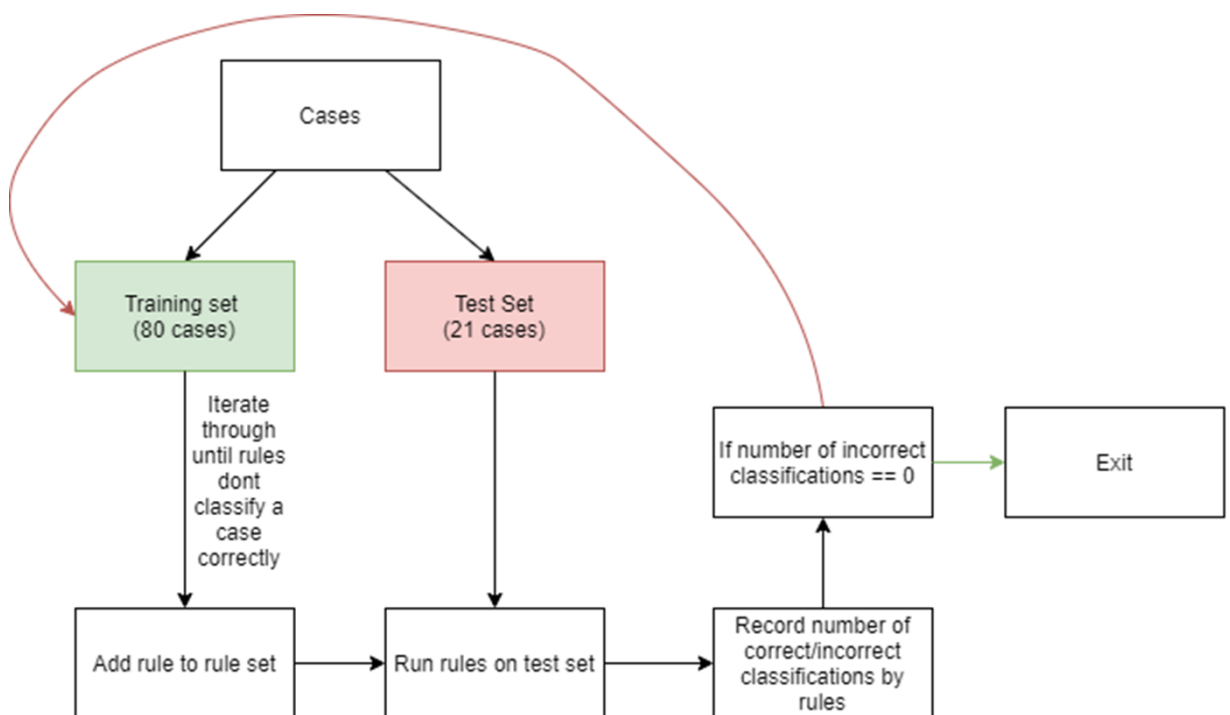 Cases
Training set
(80 cases)
Test Set
(21 cases)
Iterate
through
until rules
dont
classify a
case
correctly
If number of incorrect
classifications == 0
Exit
Add rule to rule set
Run rules on test set
Record number of
correct/incorrect
classifications by
rules